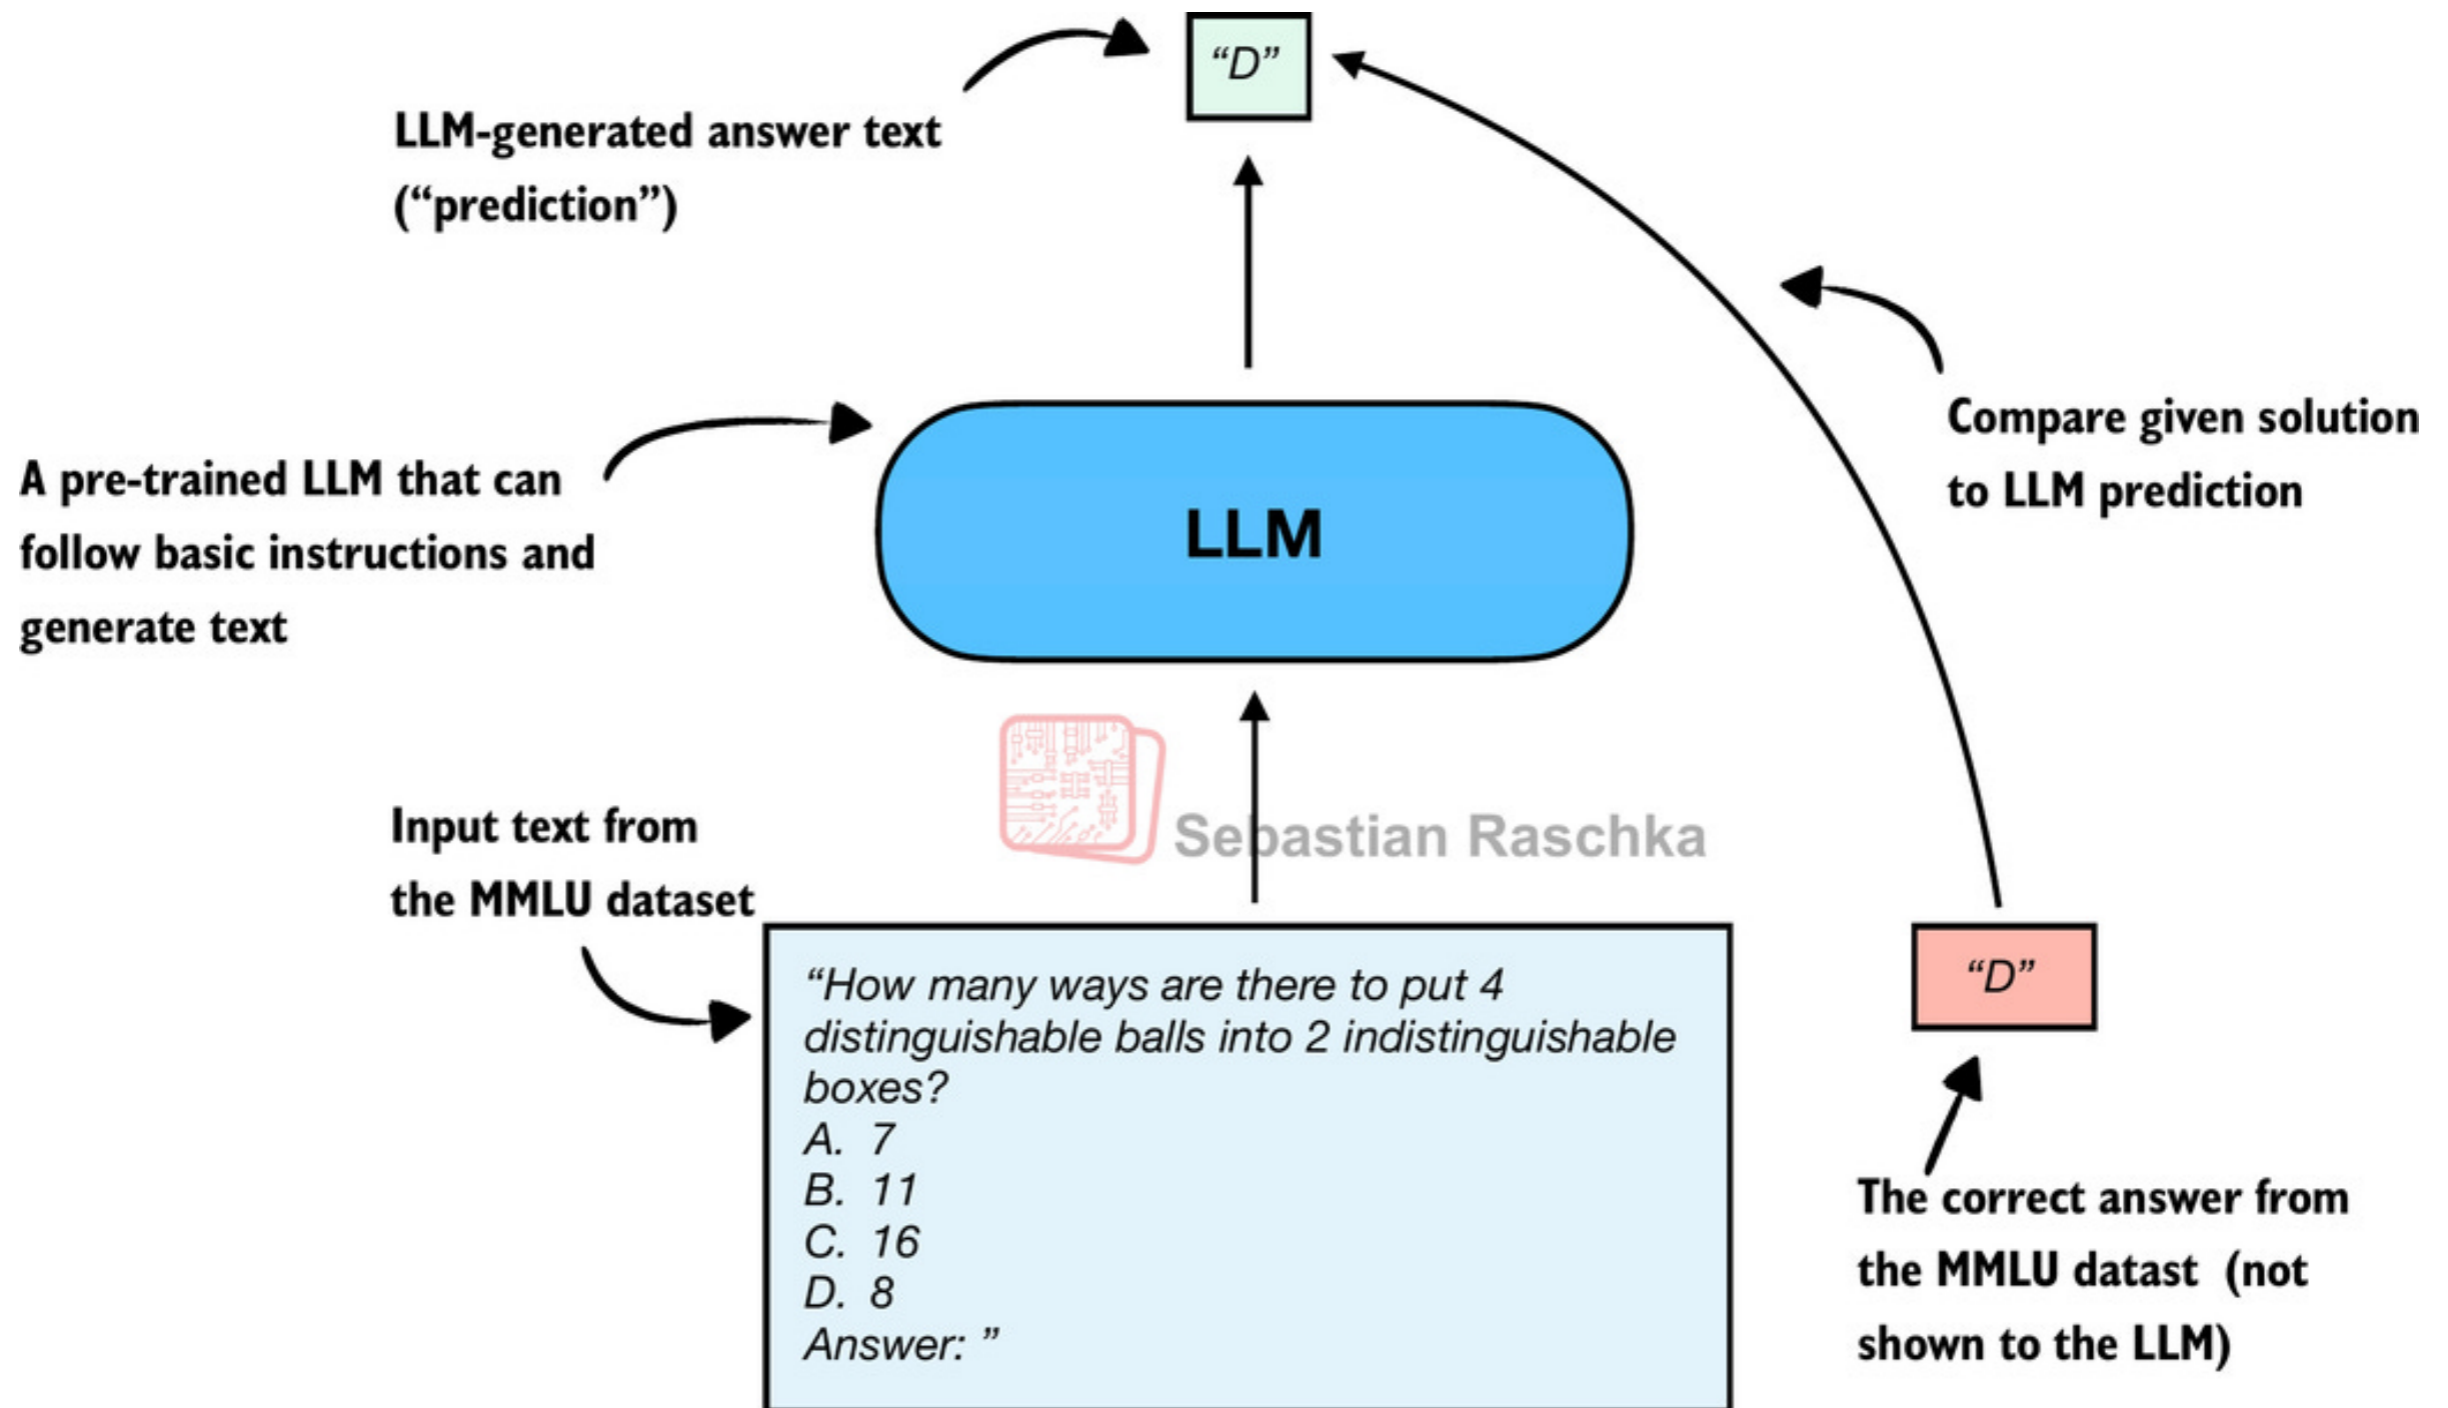 “D”
LLM-generated answer text
(“prediction”)
Compare given solution
to LLM prediction
A pre-trained LLM that can
follow basic instructions and
generate text
LLM
Sebastian Raschka
Input text from
the MMLU dataset
“How many ways are there to put 4
distinguishable balls into 2 indistinguishable
boxes?
A. 7
B. 11
C. 16
D. 8
Answer: ”
“D”
The correct answer from
the MMLU datast (not
shown to the LLM)